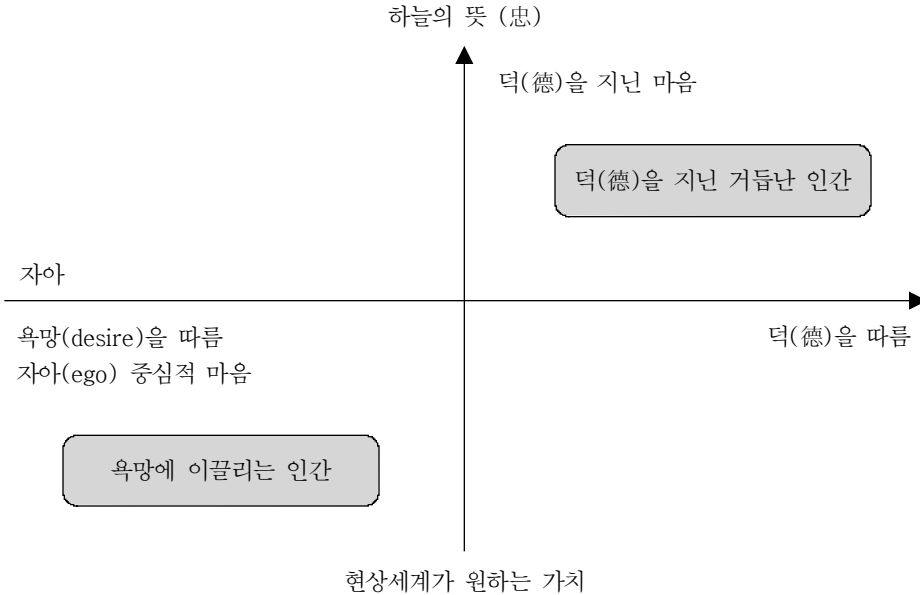 하늘의 뜻 (忠)
덕(德)을 지닌 마음
덕(德)을 지닌 거듭난 인간
자아
욕망(desire)을 따름
덕(德)을 따름
자아(ego) 중심적 마음
욕망에 이끌리는 인간
현상세계가 원하는 가치